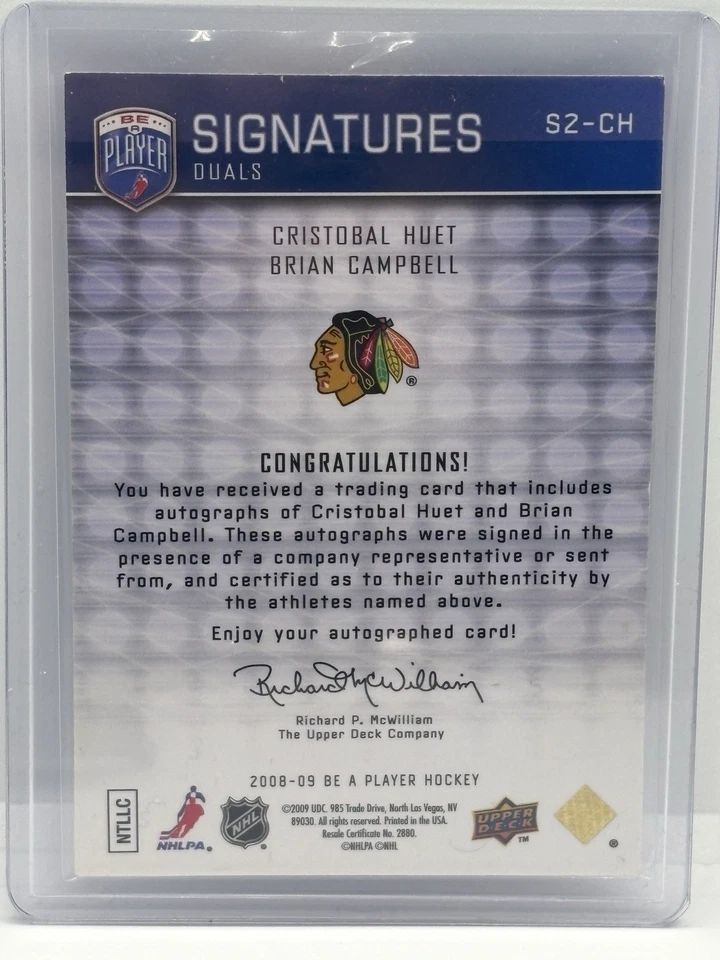 BE
A
PLAYER
SIGNATURES
DUALS
S2-CH
CRISTOBAL HUET
BRIAN CAMPBELL
®
CONGRATULATIONS!
You have received a trading card that includes
autographs of Cristobal Huet and Brian
Campbell. These autographs were signed in the
presence of a company representative or sent
from, and certified as to their authenticity by
the athletes named above.
Enjoy your autographed card!
Richard McWilliam
Richard P. McWilliam
The Upper Deck Company
2008-09 BE A PLAYER HOCKEY
NTLLC
NHLPA®
NHL®
©2009 UDC. 985 Trade Drive, North Las Vegas, NV
89030. All rights reserved. Printed in the USA.
Resale Certificate No. 2880.
©NHLPA ©NHL
UPPER
DECK
TM
®